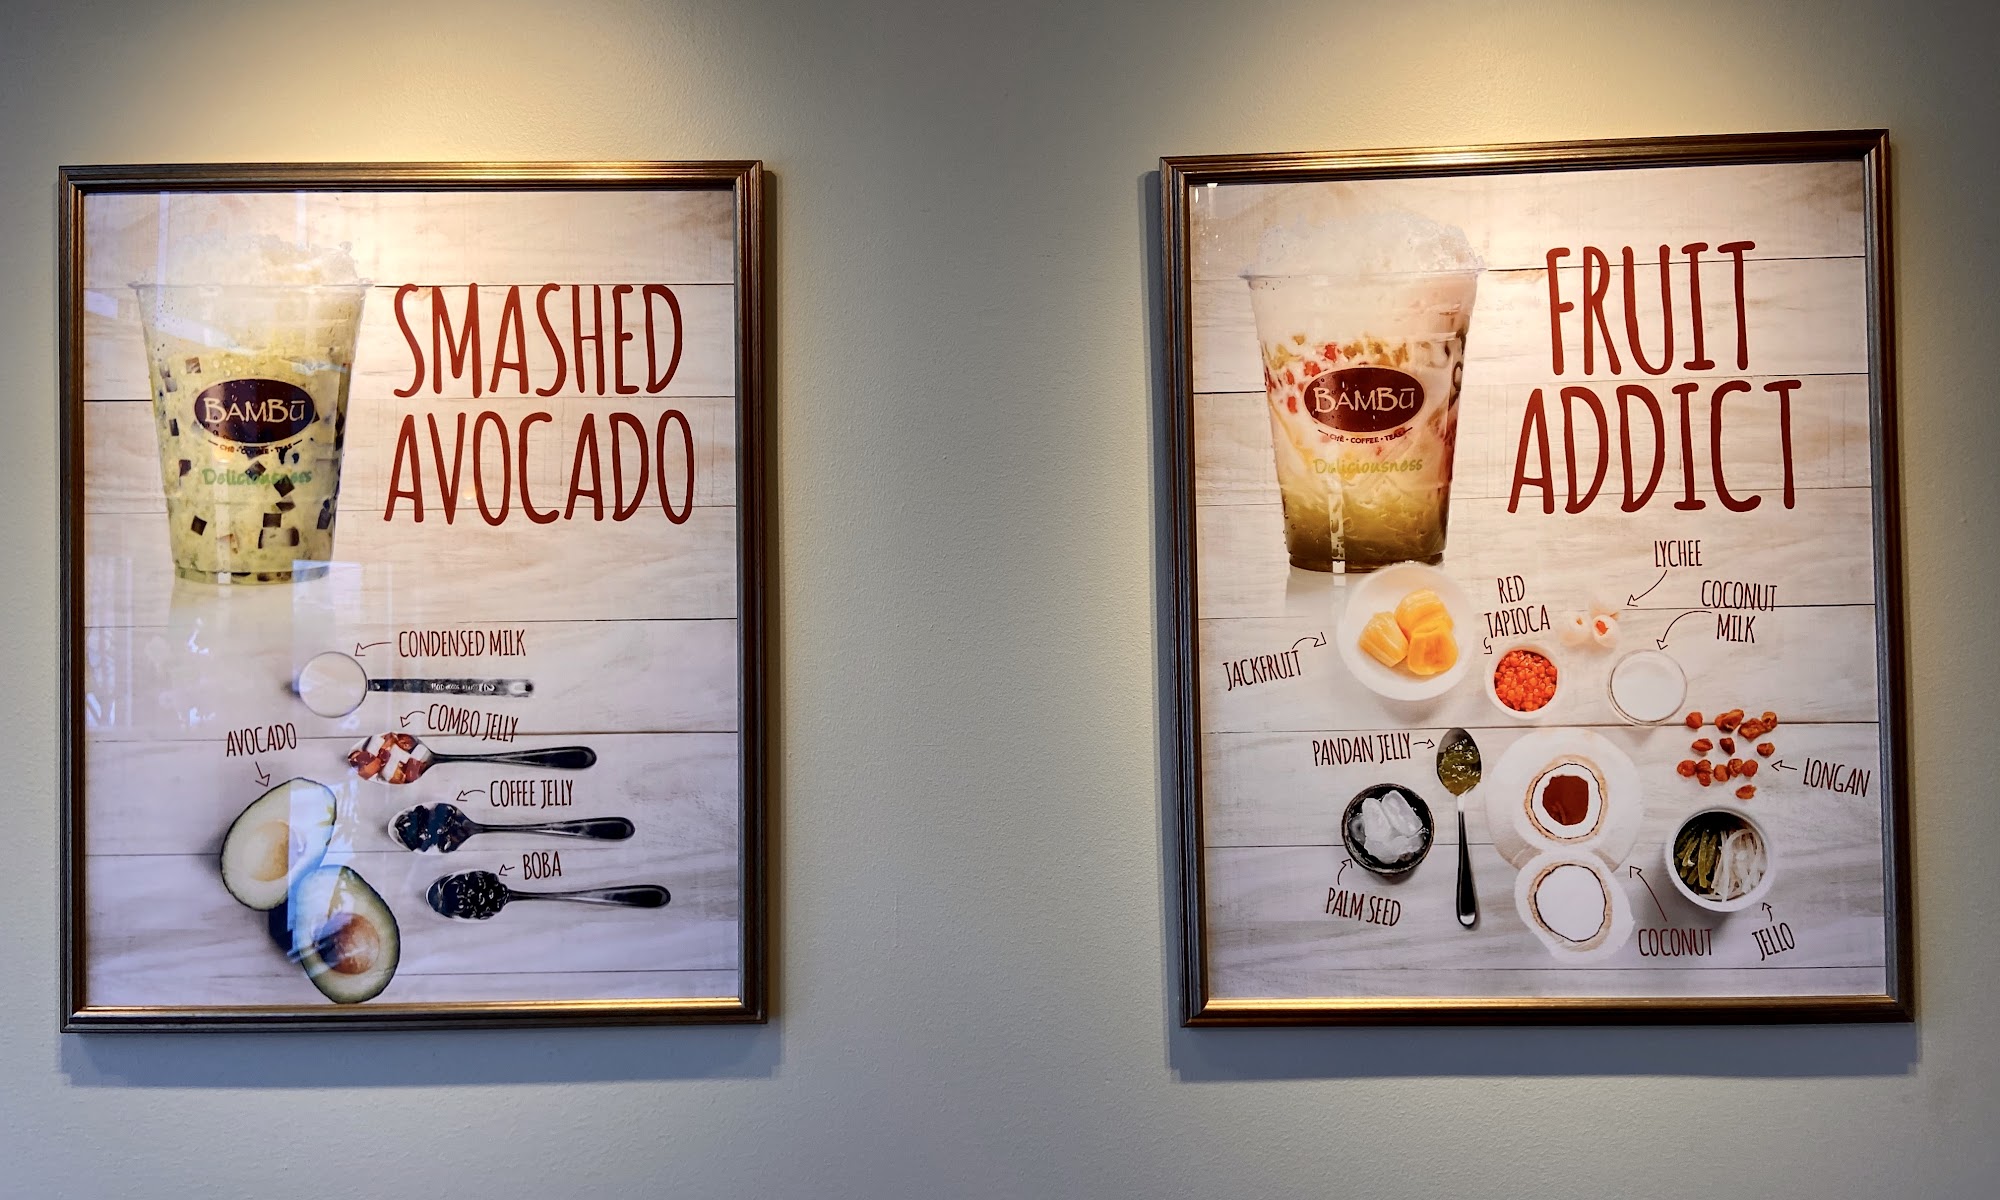 SMASHED
AVOCADO
BAMBŪ
CHÈ • COFFEE • TEAS
Deliciousness
CONDENSED MILK
COMBO JELLY
AVOCADO
COFFEE JELLY
BOBA
FRUIT
ADDICT
BAMBŪ
CHÈ • COFFEE • TEAS
Deliciousness
LYCHEE
RED
TAPIOCA
COCONUT
MILK
JACKFRUIT
PANDAN JELLY
LONGAN
PALM SEED
COCONUT
JELLO